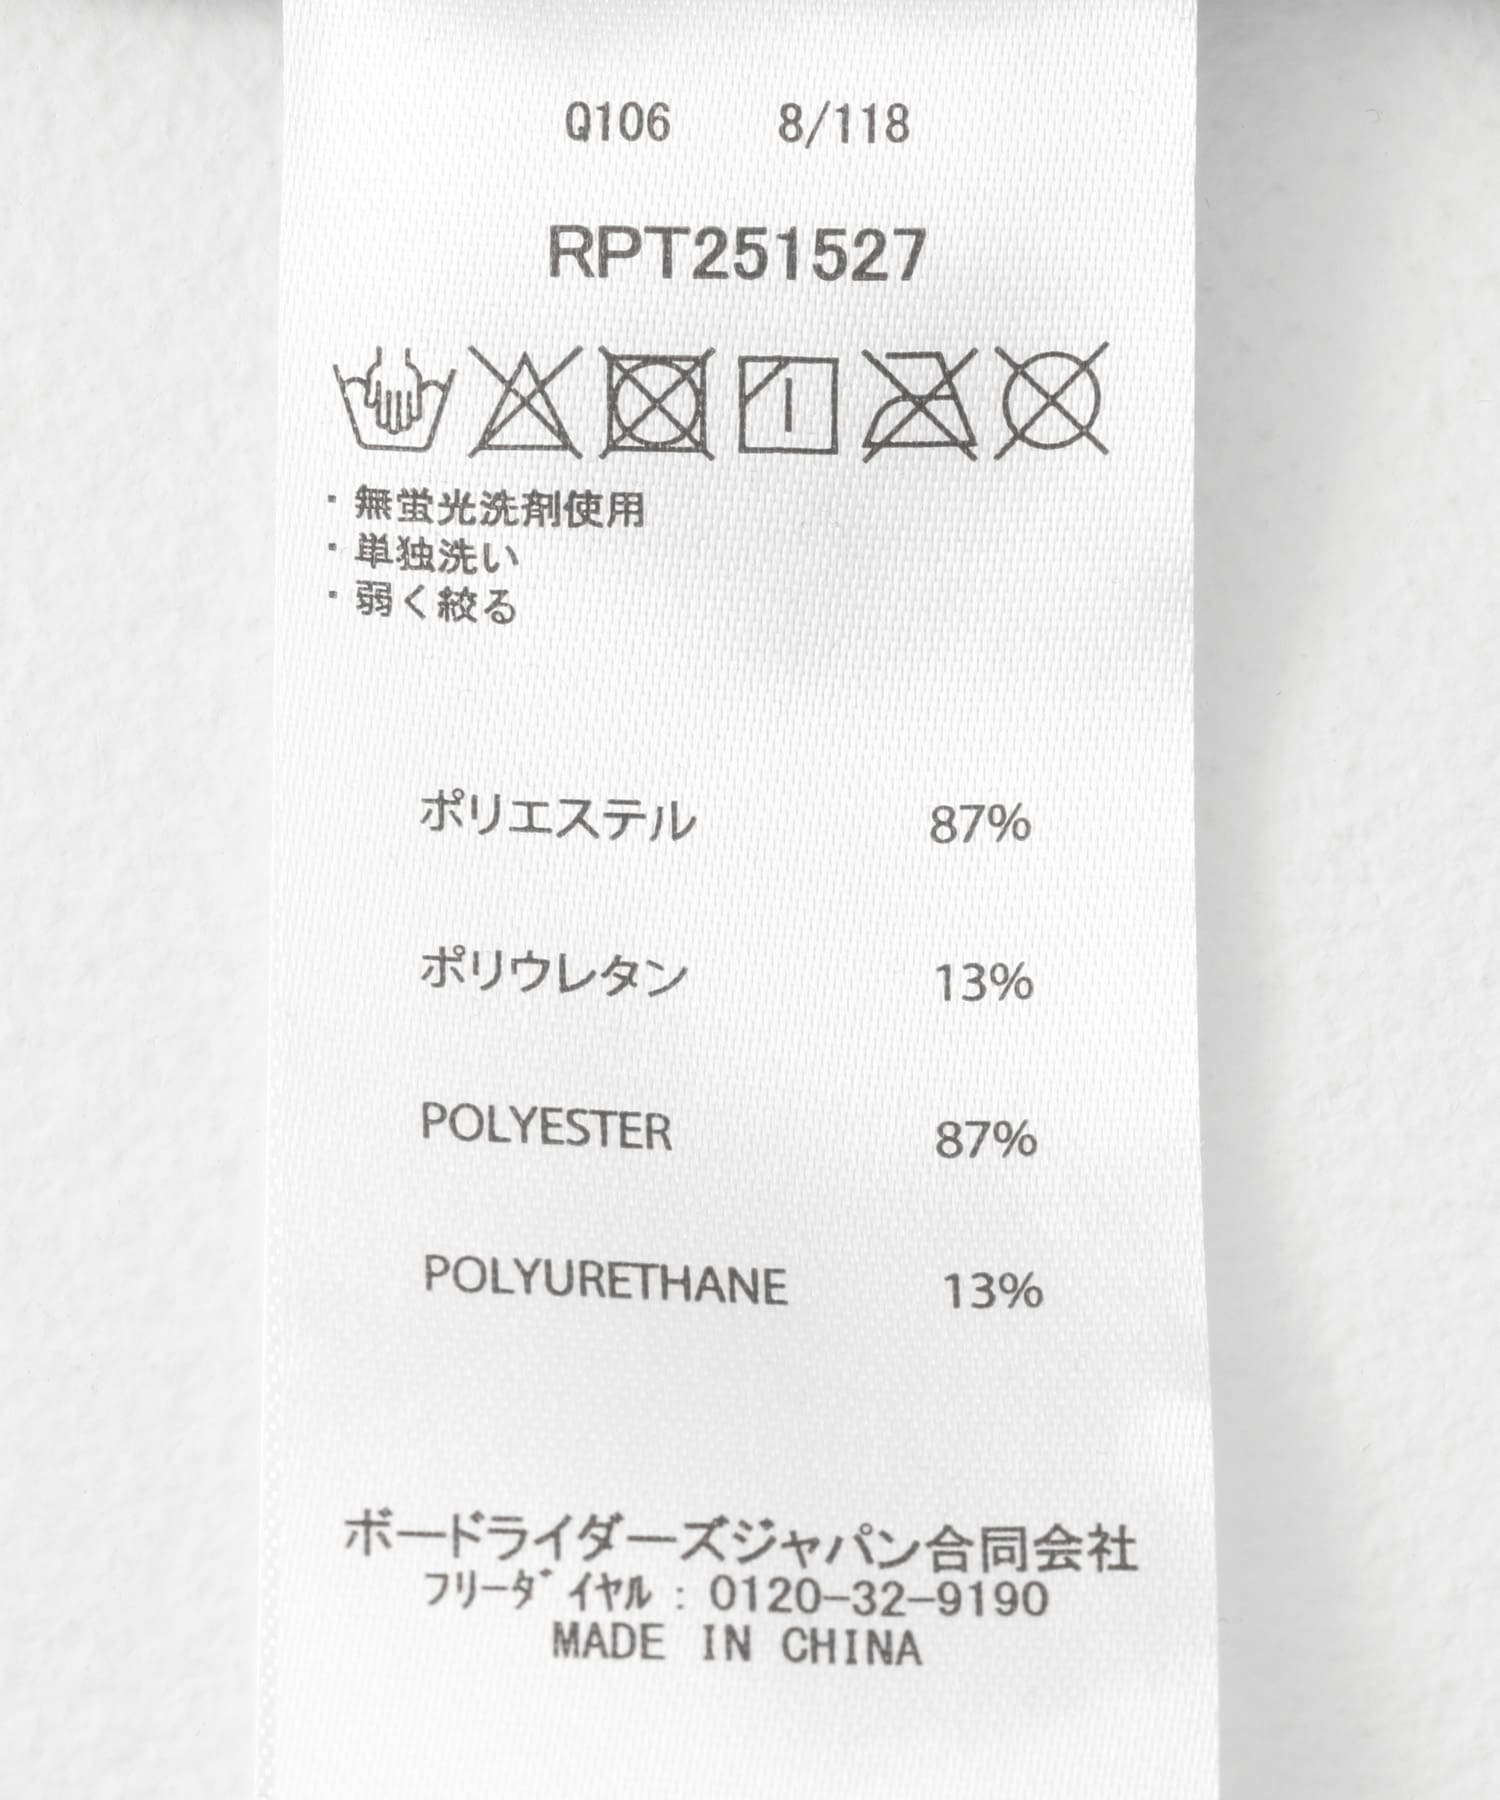 Q106 8/118
RPT251527
・無蛍光洗剤使用
・単独洗い
・弱く絞る
ポリエステル 87%
ポリウレタン 13%
POLYESTER 87%
POLYURETHANE 13%
ボードライダーズジャパン合同会社
フリーダイヤル : 0120-32-9190
MADE IN CHINA